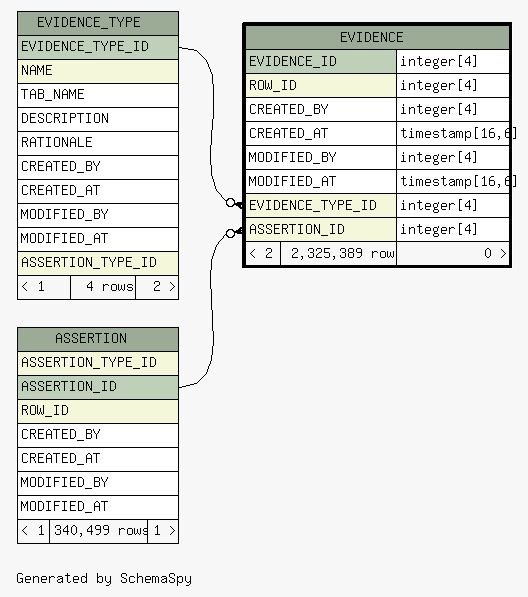 EVIDENCE_TYPE
EVIDENCE_TYPE_ID
NAME
TAB_NAME
DESCRIPTION
RATIONALE
CREATED_BY
CREATED_AT
MODIFIED_BY
MODIFIED_AT
ASSERTION_TYPE_ID
< 1 4 rows 2 >
EVIDENCE
EVIDENCE_ID integer[4]
ROW_ID integer[4]
CREATED_BY integer[4]
CREATED_AT timestamp[16,6]
MODIFIED_BY integer[4]
MODIFIED_AT timestamp[16,6]
EVIDENCE_TYPE_ID integer[4]
ASSERTION_ID integer[4]
< 2 2,325,389 row 0 >
ASSERTION
ASSERTION_TYPE_ID
ASSERTION_ID
ROW_ID
CREATED_BY
CREATED_AT
MODIFIED_BY
MODIFIED_AT
< 1 340,499 rows 1 >
Generated by SchemaSpy